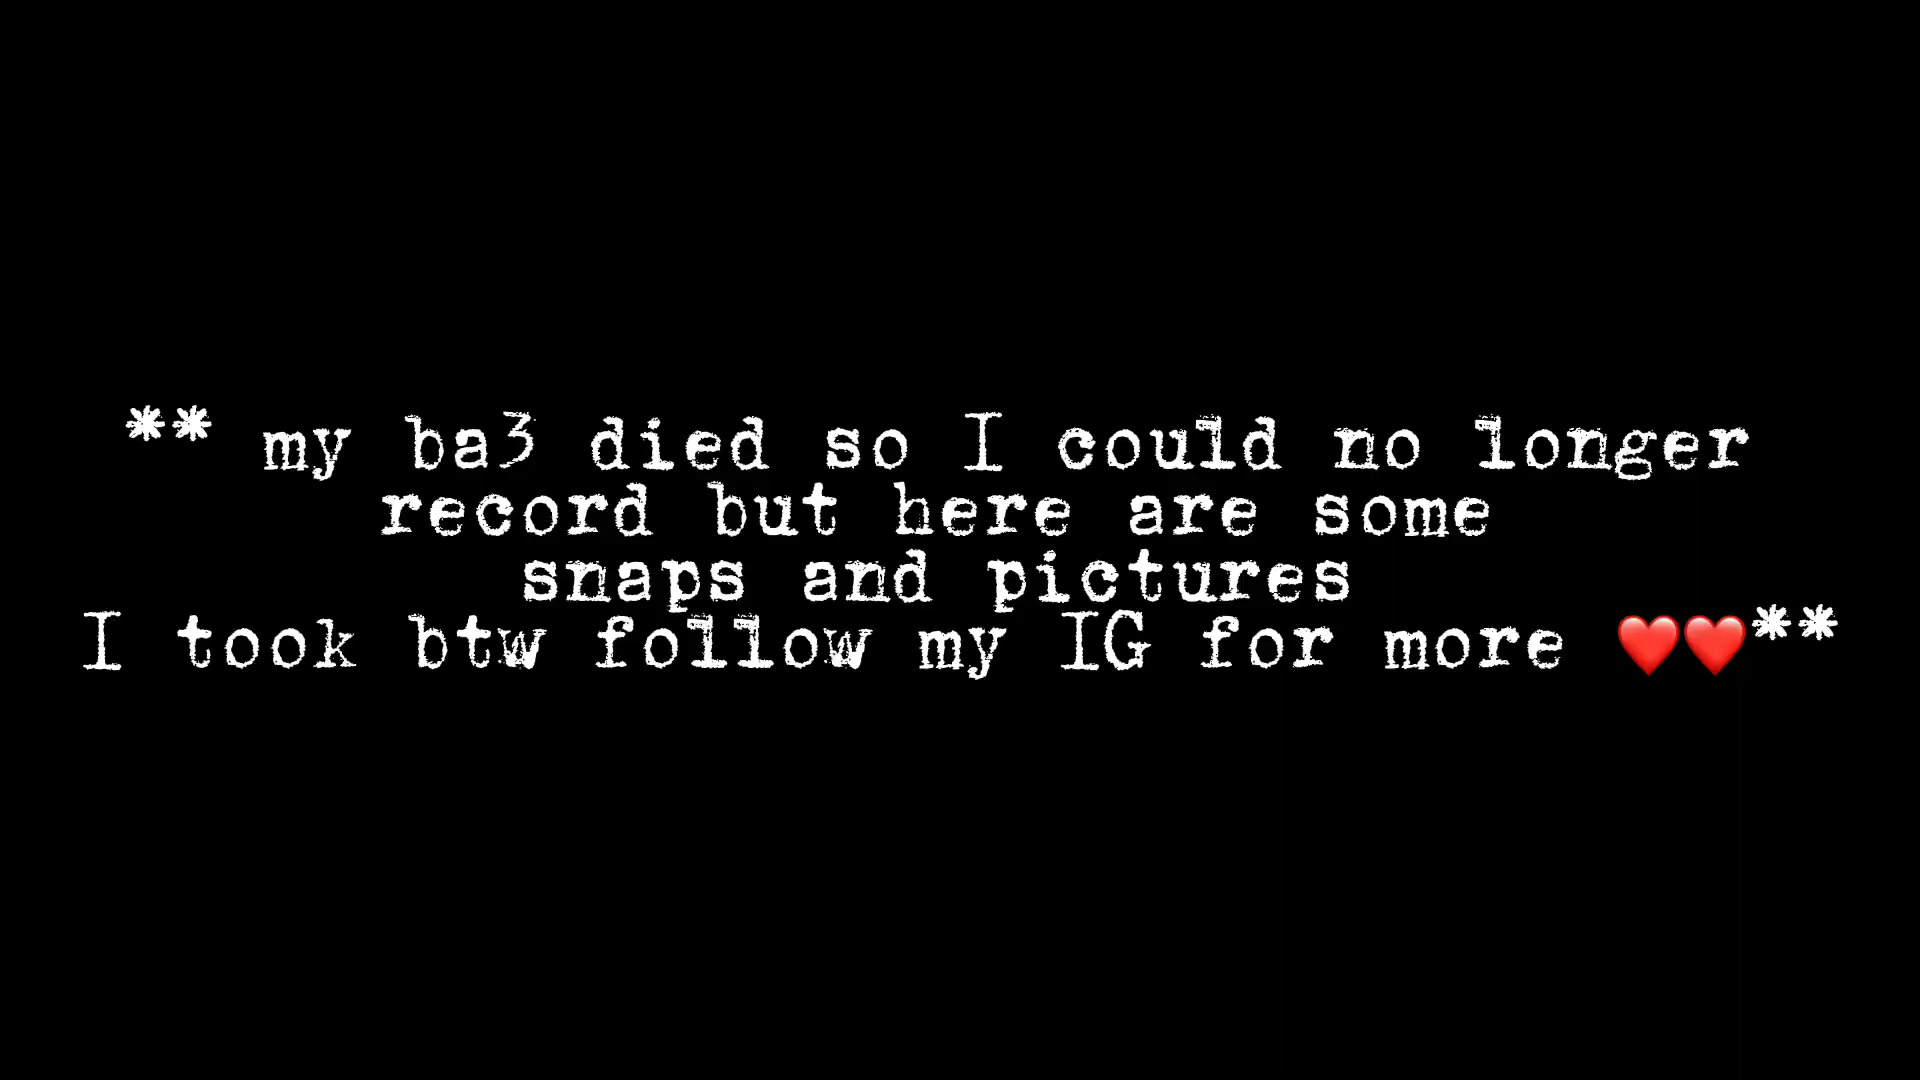 ** my ba3 died so I could no longer
record but here are some
snaps and pictures
I took btw follow my IG for more ❤️❤️**